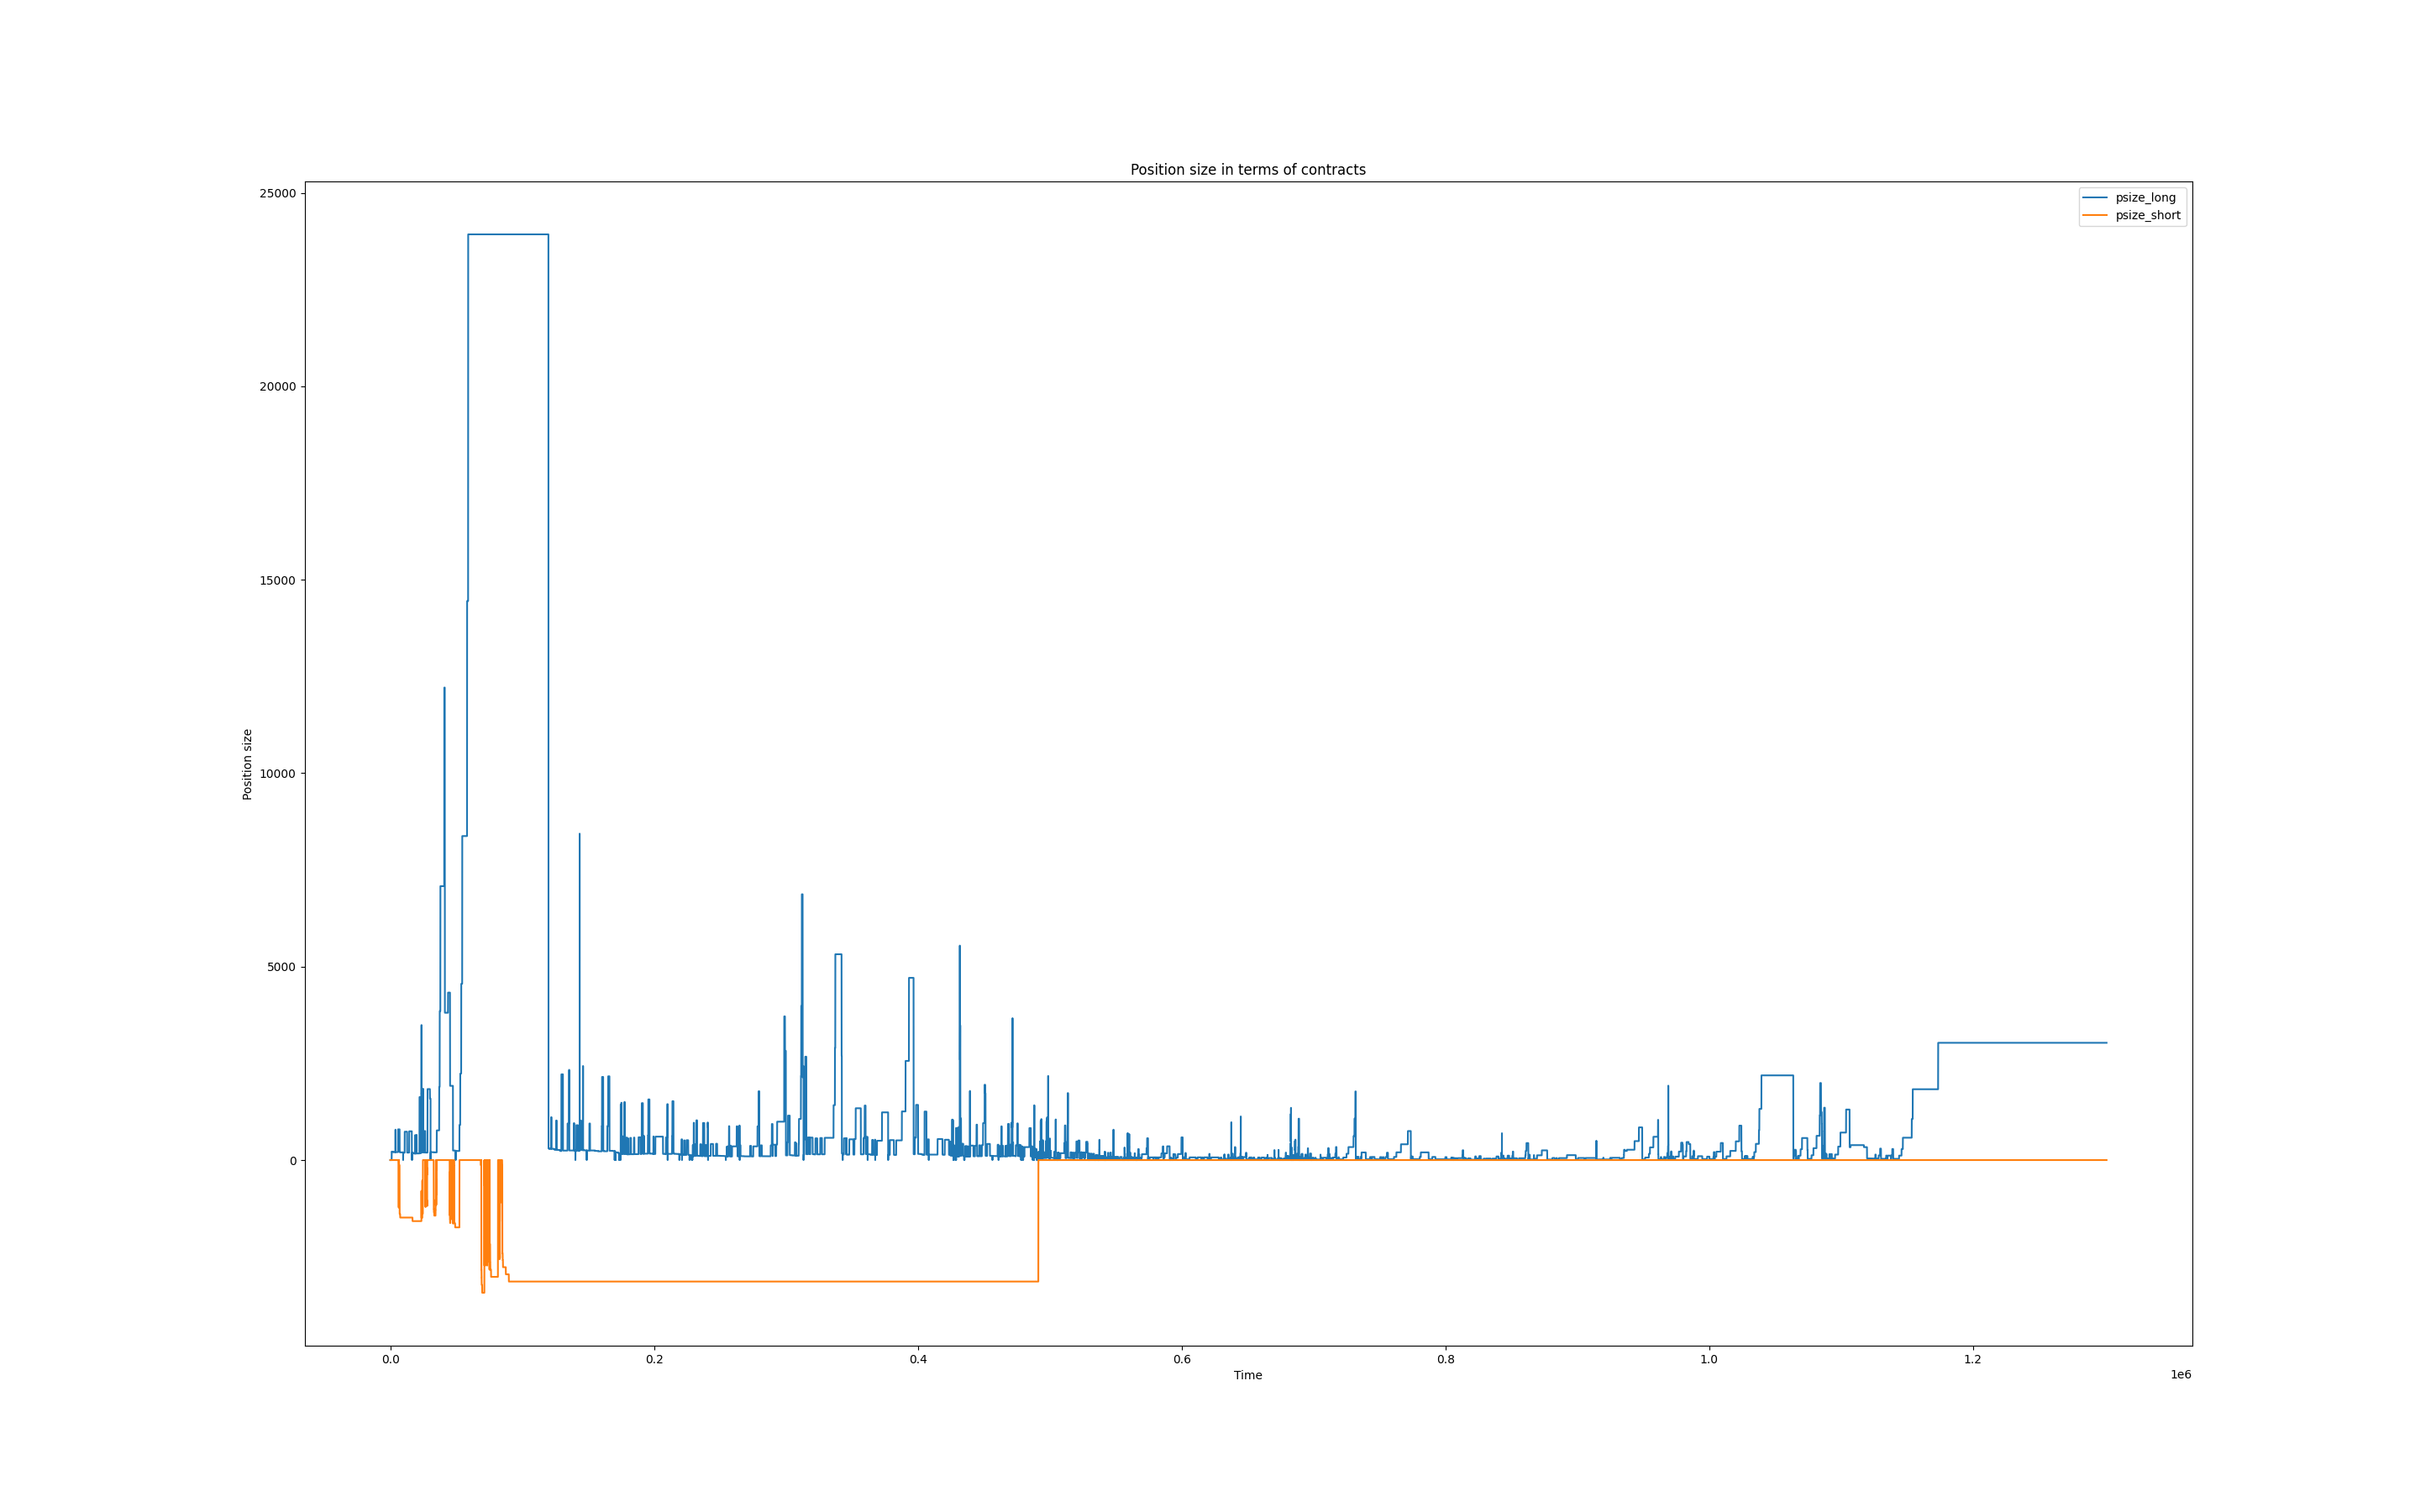 Position size in terms of contracts
psize_long
psize_short
25000
20000
15000
10000
5000
0
Position size
0.0 0.2 0.4 0.6 0.8 1.0 1.2
Time
1e6